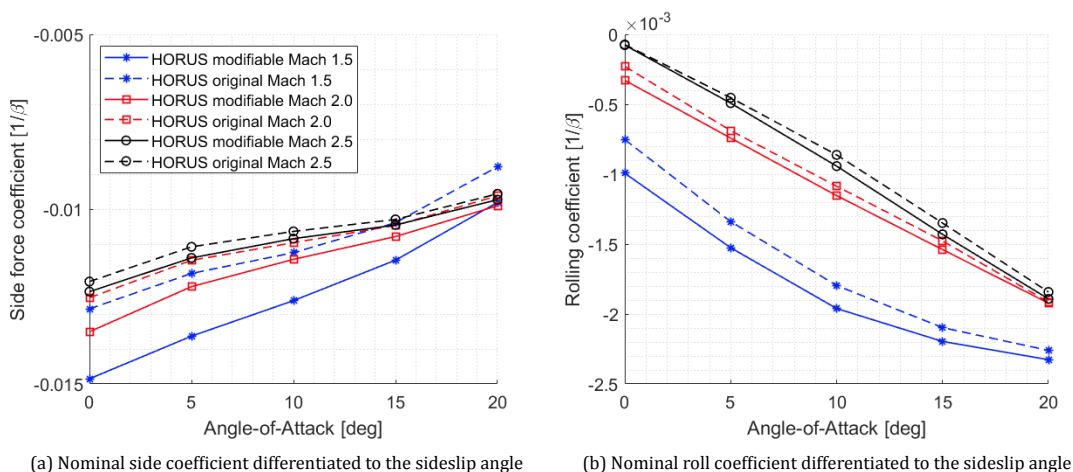 -0.005
-0.01
-0.015
Side force coefficient [1/β]
HORUS modifiable Mach 1.5
HORUS original Mach 1.5
HORUS modifiable Mach 2.0
HORUS original Mach 2.0
HORUS modifiable Mach 2.5
HORUS original Mach 2.5
0 5 10 15 20
Angle-of-Attack [deg]
(a) Nominal side coefficient differentiated to the sideslip angle
×10⁻³
0
-0.5
-1
-1.5
-2
-2.5
Rolling coefficient [1/β]
0 5 10 15 20
Angle-of-Attack [deg]
(b) Nominal roll coefficient differentiated to the sideslip angle